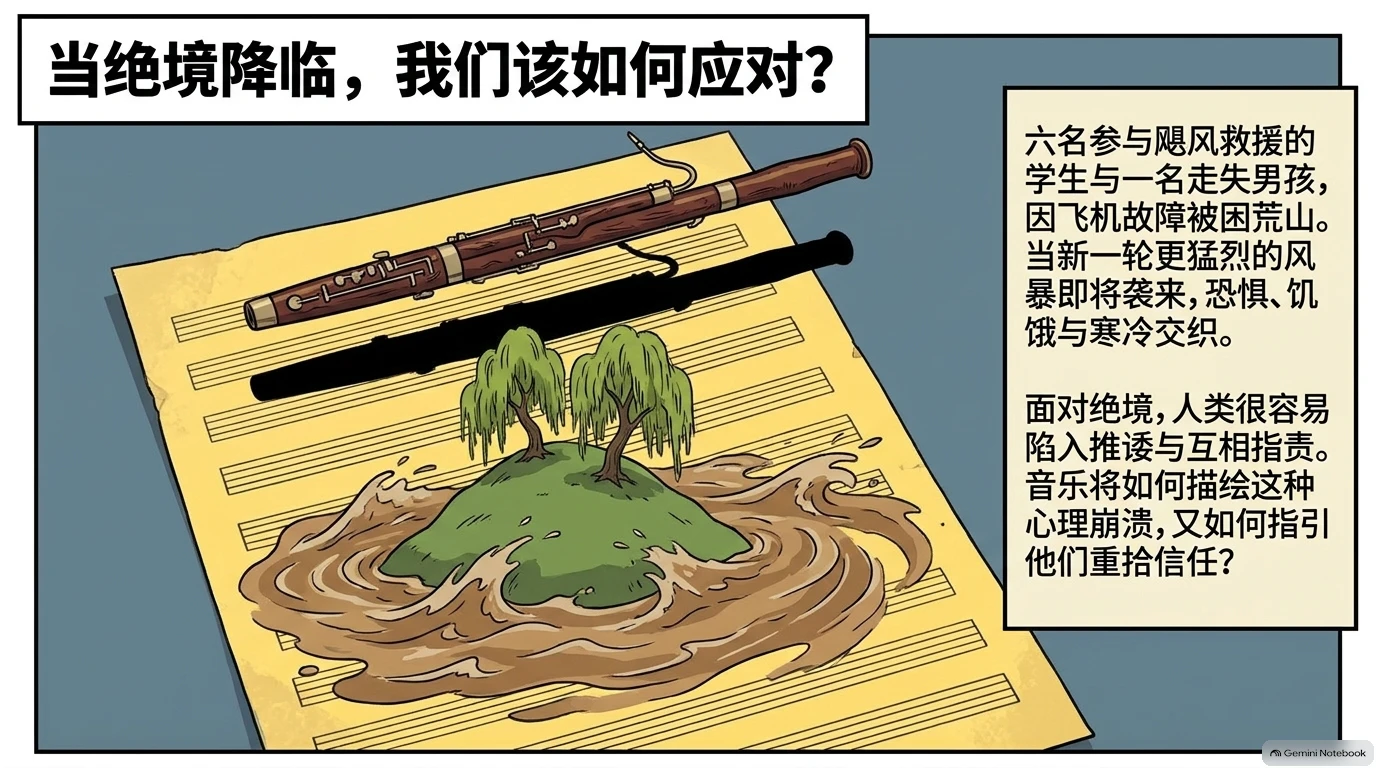 当绝境降临，我们该如何应对？
六名参与飓风救援的
学生与一名走失男孩，
因飞机故障被困荒山。
当新一轮更猛烈的风
暴即将袭来，恐惧、饥
饿与寒冷交织。
面对绝境，人类很容易
陷入推诿与互相指责。
音乐将如何描绘这种
心理崩溃，又如何指引
他们重拾信任？
Gemini Notebook